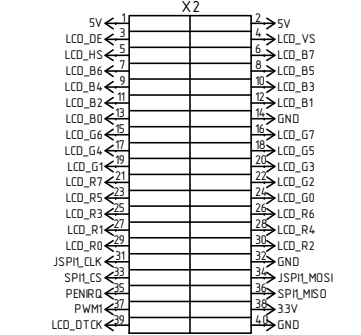 X2
5V 1 2 5V
LCD_DE 3 4 LCD_VS
LCD_HS 5 6 LCD_B7
LCD_B6 7 8 LCD_B5
LCD_B4 9 10 LCD_B3
LCD_B2 11 12 LCD_B1
LCD_B0 13 14 GND
LCD_G6 15 16 LCD_G7
LCD_G4 17 18 LCD_G5
LCD_G1 19 20 LCD_G3
LCD_R7 21 22 LCD_G2
LCD_R5 23 24 LCD_G0
LCD_R3 25 26 LCD_R6
LCD_R1 27 28 LCD_R4
LCD_R0 29 30 LCD_R2
JSPI1_CLK 31 32 GND
SPI1_CS 33 34 JSPI1_MOSI
PENIRQ 35 36 SPI1_MISO
PWM1 37 38 3.3V
LCD_DTCK 39 40 GND